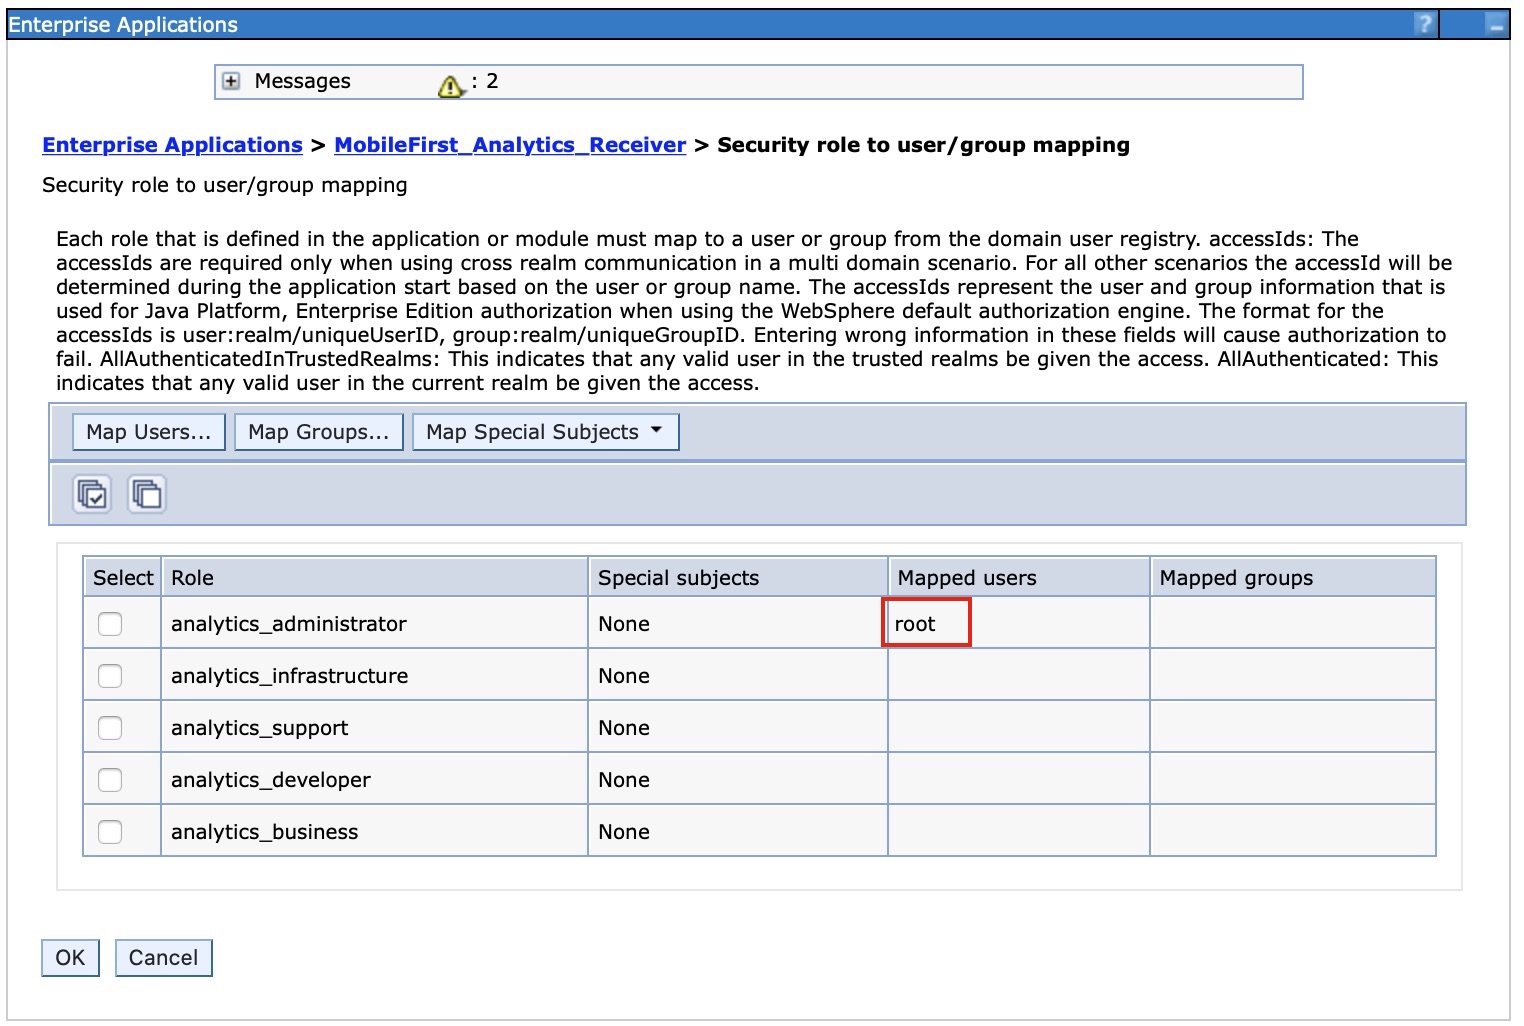 Enterprise Applications ? –
+ Messages : 2
Enterprise Applications > MobileFirst_Analytics_Receiver > Security role to user/group mapping
Security role to user/group mapping
Each role that is defined in the application or module must map to a user or group from the domain user registry. accessIds: The
accessIds are required only when using cross realm communication in a multi domain scenario. For all other scenarios the accessId will be
determined during the application start based on the user or group name. The accessIds represent the user and group information that is
used for Java Platform, Enterprise Edition authorization when using the WebSphere default authorization engine. The format for the
accessIds is user:realm/uniqueUserID, group:realm/uniqueGroupID. Entering wrong information in these fields will cause authorization to
fail. AllAuthenticatedInTrustedRealms: This indicates that any valid user in the trusted realms be given the access. AllAuthenticated: This
indicates that any valid user in the current realm be given the access.
Map Users... Map Groups... Map Special Subjects
Select Role Special subjects Mapped users Mapped groups
analytics_administrator None root
analytics_infrastructure None
analytics_support None
analytics_developer None
analytics_business None
OK Cancel